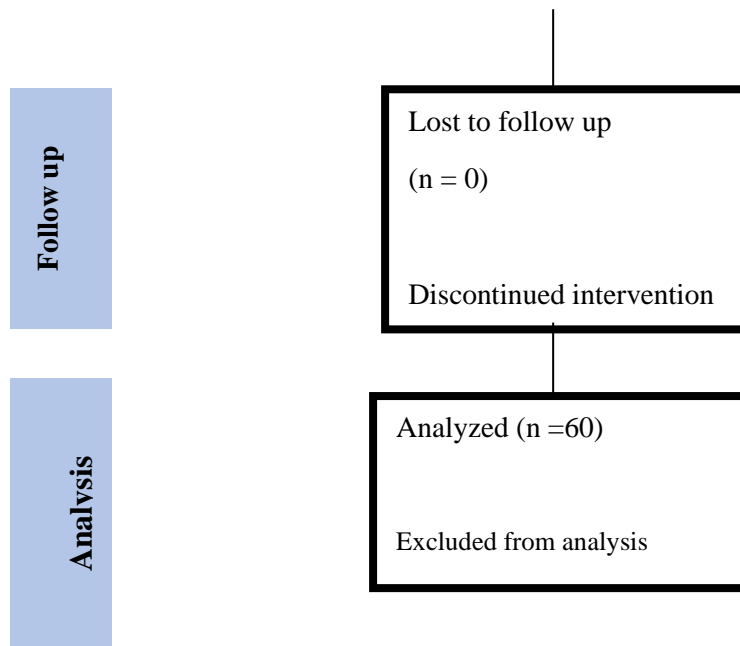 Follow up
Lost to follow up
(n = 0)
Discontinued intervention
Analysis
Analyzed (n =60)
Excluded from analysis